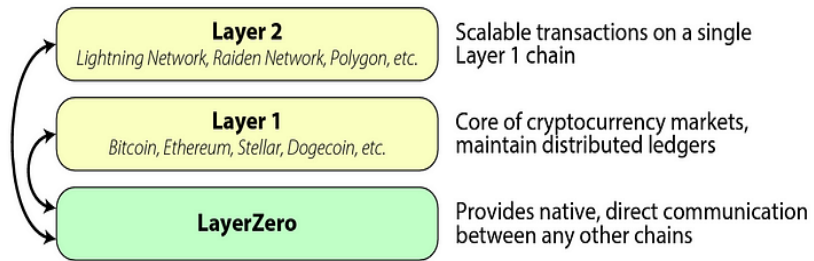 Layer 2
Lightning Network, Raiden Network, Polygon, etc.
Scalable transactions on a single
Layer 1 chain
Layer 1
Bitcoin, Ethereum, Stellar, Dogecoin, etc.
Core of cryptocurrency markets,
maintain distributed ledgers
LayerZero
Provides native, direct communication
between any other chains